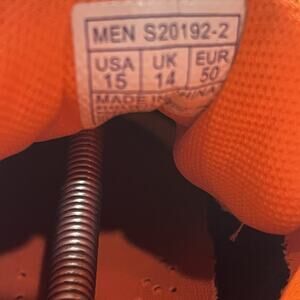 MEN S20192-2
USA UK EUR
15 14 50
MADE IN CHINA